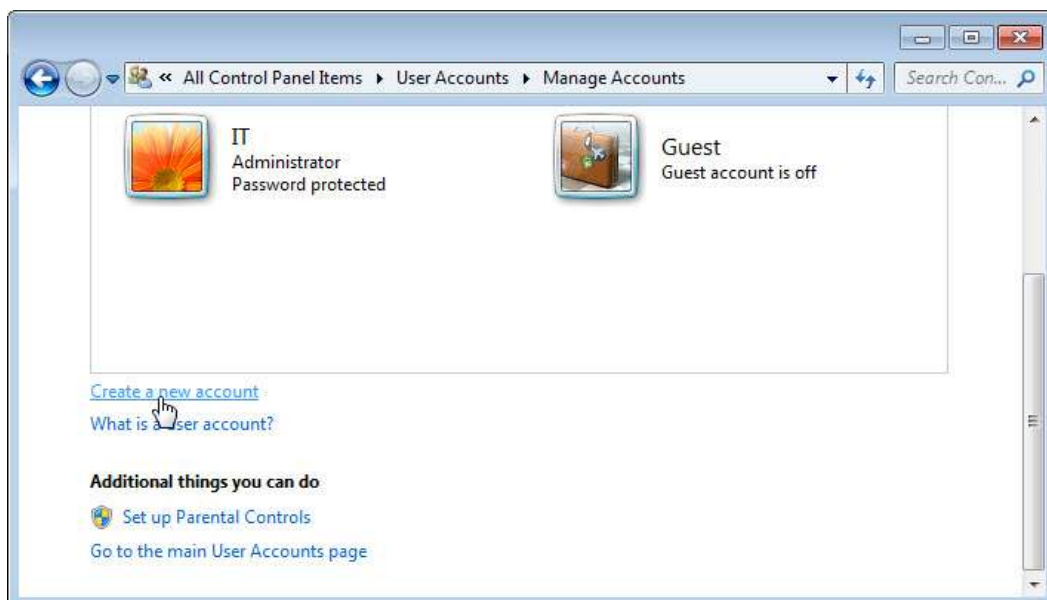 « All Control Panel Items ▸ User Accounts ▸ Manage Accounts
Search Con...
IT
Administrator
Password protected
Guest
Guest account is off
Create a new account
What is a user account?
Additional things you can do
Set up Parental Controls
Go to the main User Accounts page